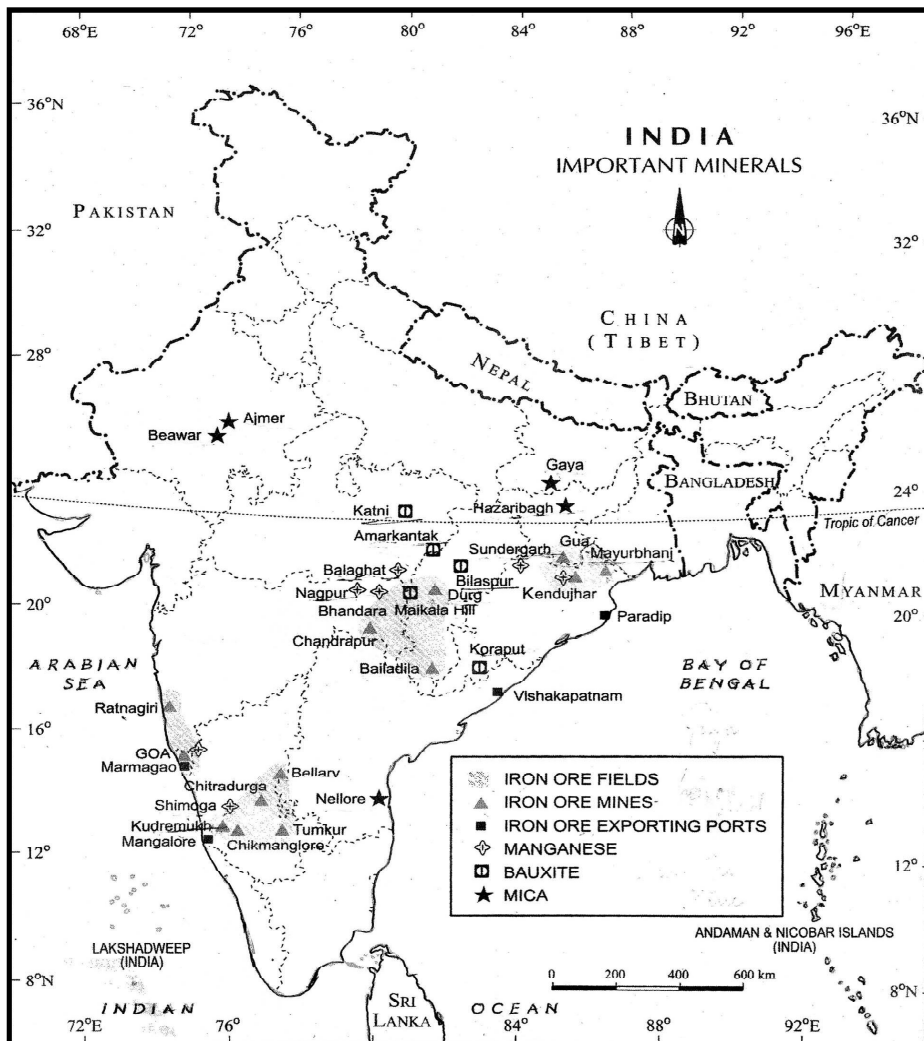 68°E 72° 76° 80° 84° 88° 92° 96°E
36°N
36°
N
INDIA
IMPORTANT MINERALS
N
PAKISTAN
32°
32°
CHINA
(TIBET)
28°
28°
NEPAL
BHUTAN
Ajmer
Beawar
Gaya
BANGLADESH
24°
24°
Katni
Hazaribagh
Tropic of Cancer
Amarkantak
Gua
Sundergarh
Mayurbhanj
Balaghat
Bilaspur
Nagpur
Durg
Kendujhar
MYANMAR
20°
20°
Bhandara
Maikala Hill
Paradip
Chandrapur
Koraput
ARABIAN
SEA
Bailadila
BAY OF
BENGAL
Vishakapatnam
Ratnagiri
16°
16°
GOA
Marmagao
Bellary
Chitradurga
IRON ORE FIELDS
Shimoga
Nellore
IRON ORE MINES
Kudremukh
Tumkur
IRON ORE EXPORTING PORTS
Mangalore
Chikmanglore
MANGANESE
12°
12°
BAUXITE
MICA
LAKSHADWEEP
(INDIA)
ANDAMAN & NICOBAR ISLANDS
(INDIA)
0 200 400 600 km
8°N
8°N
INDIAN
SRI
LANKA
OCEAN
72°E 76° 84° 88° 92°E